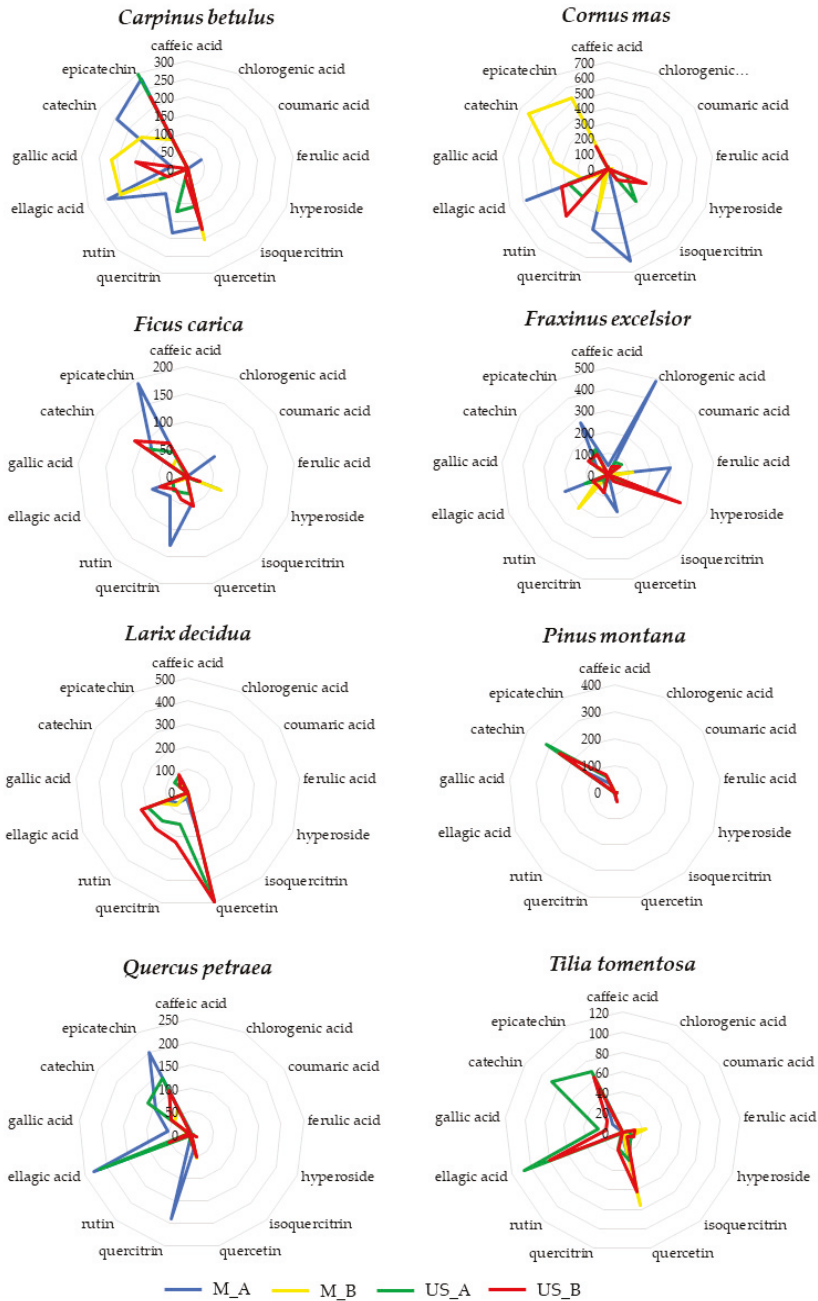 Carpinus betulus
caffeic acid
chlorogenic acid
coumaric acid
ferulic acid
hyperoside
isoquercitrin
quercetin
quercitrin
rutin
ellagic acid
gallic acid
catechin
epicatechin
300
250
200
150
100
50
0
Cornus mas
caffeic acid
chlorogenic…
coumaric acid
ferulic acid
hyperoside
isoquercitrin
quercetin
quercitrin
rutin
ellagic acid
gallic acid
catechin
epicatechin
700
600
500
400
300
200
100
0
Ficus carica
caffeic acid
chlorogenic acid
coumaric acid
ferulic acid
hyperoside
isoquercitrin
quercetin
quercitrin
rutin
ellagic acid
gallic acid
catechin
epicatechin
200
150
100
50
0
Fraxinus excelsior
caffeic acid
chlorogenic acid
coumaric acid
ferulic acid
hyperoside
isoquercitrin
quercetin
quercitrin
rutin
ellagic acid
gallic acid
catechin
epicatechin
500
400
300
200
100
0
Larix decidua
caffeic acid
chlorogenic acid
coumaric acid
ferulic acid
hyperoside
isoquercitrin
quercetin
quercitrin
rutin
ellagic acid
gallic acid
catechin
epicatechin
500
400
300
200
100
0
Pinus montana
caffeic acid
chlorogenic acid
coumaric acid
ferulic acid
hyperoside
isoquercitrin
quercetin
quercitrin
rutin
ellagic acid
gallic acid
catechin
epicatechin
400
300
200
100
0
Quercus petraea
caffeic acid
chlorogenic acid
coumaric acid
ferulic acid
hyperoside
isoquercitrin
quercetin
quercitrin
rutin
ellagic acid
gallic acid
catechin
epicatechin
250
200
150
100
50
0
Tilia tomentosa
caffeic acid
chlorogenic acid
coumaric acid
ferulic acid
hyperoside
isoquercitrin
quercetin
quercitrin
rutin
ellagic acid
gallic acid
catechin
epicatechin
120
100
80
60
40
20
0
M_A M_B US_A US_B